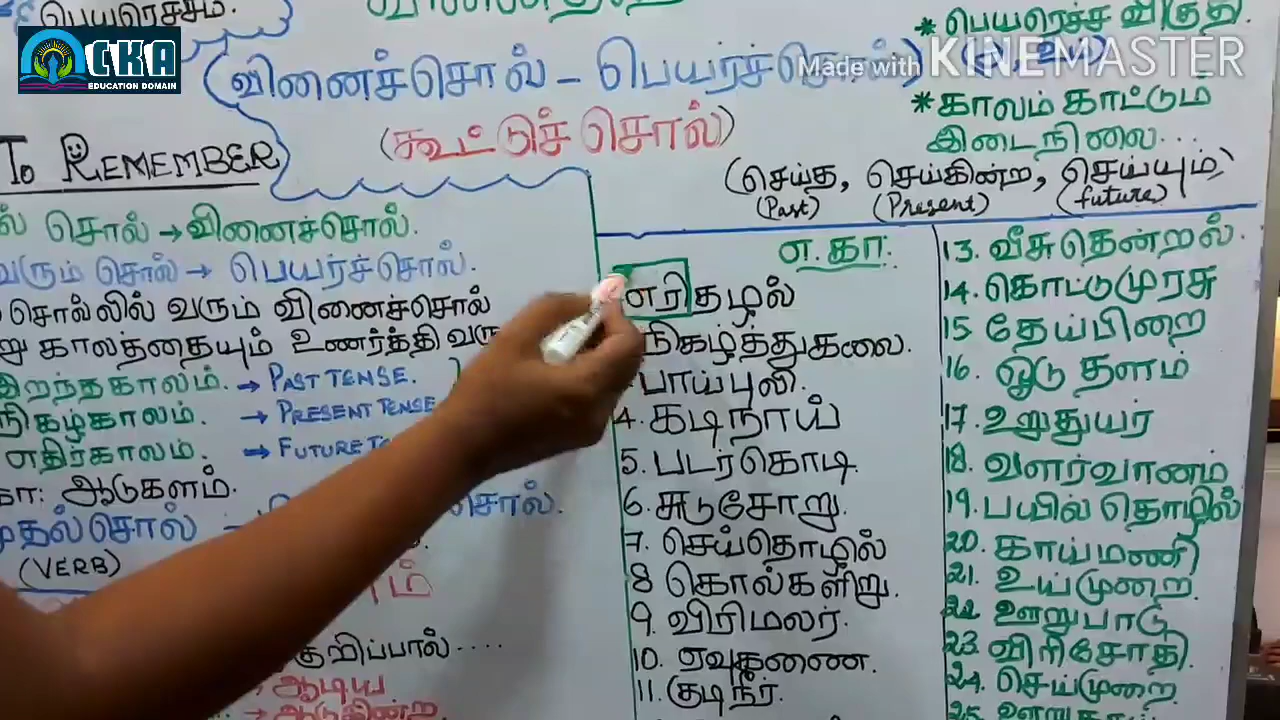 பெயரெச்சம்.
CKA
EDUCATION DOMAIN
(வினைச்சொல் - பெயர்ச்சொல்)
(கூட்டுச் சொல்)
* பெயரெச்ச விகுதி.
Made with KINEMASTER
* காலம் காட்டும்
இடைநிலை...
(செய்த, செய்கின்ற, செய்யும்)
(Past) (Present) (future)
To REMEMBER
சொல் → வினைச்சொல்.
வரும் சொல் → பெயர்ச்சொல்.
சொல்லில் வரும் வினைச்சொல்
காலத்தையும் உணர்த்தி
இறந்தகாலம். → PAST TENSE.
நிகழ்காலம். → PRESENT TENSE
எதிர்காலம். → FUTURE
ஆடுகளம்.
முதல்சொல்
சொல்.
(VERB)
ஆடிய
ஆடுகின்ற
எ.கா:
எரிதழல்
நிகழ்த்துகலை.
பாய்புலி.
4. கடிநாய்
5. படர்கொடி.
6. சுடுசோறு.
7. செய்தொழில்
8 கொல்களிறு.
9. விரிமலர்.
10. ஏவுகணை.
11. குடிநீர்.
13. வீசுதென்றல்.
14. கொட்டுமுரசு
15 தேய்பிறை
16. ஓடு தளம்
17. உறுதுயர்
18. வளர்வானம்
19. பயில் தொழில்
20. காய்மணி
21. உய்முறை.
22 ஊறுபாடு
23. விரிசோதி.
24. செய்முறை
25.